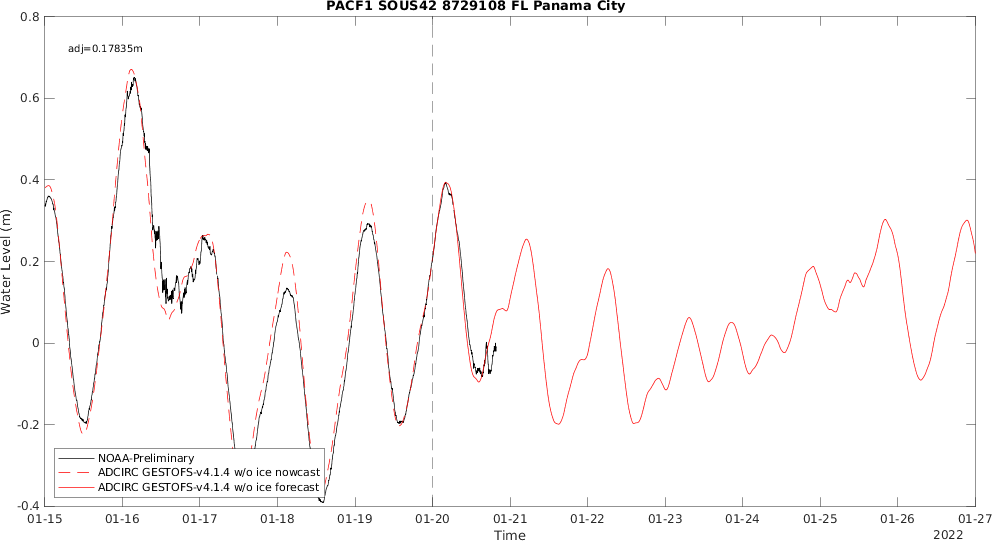 PACF1 SOUS42 8729108 FL Panama City
adj=0.17835m
Water Level (m)
0.8
0.6
0.4
0.2
0
-0.2
-0.4
NOAA-Preliminary
ADCIRC GESTOFS-v4.1.4 w/o ice nowcast
ADCIRC GESTOFS-v4.1.4 w/o ice forecast
01-15 01-16 01-17 01-18 01-19 01-20 01-21 01-22 01-23 01-24 01-25 01-26 01-27
Time
2022